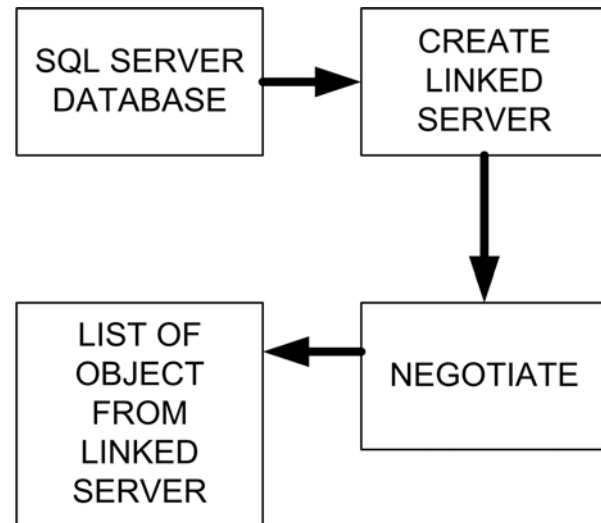 SQL SERVER
DATABASE
CREATE
LINKED
SERVER
NEGOTIATE
LIST OF
OBJECT
FROM
LINKED
SERVER